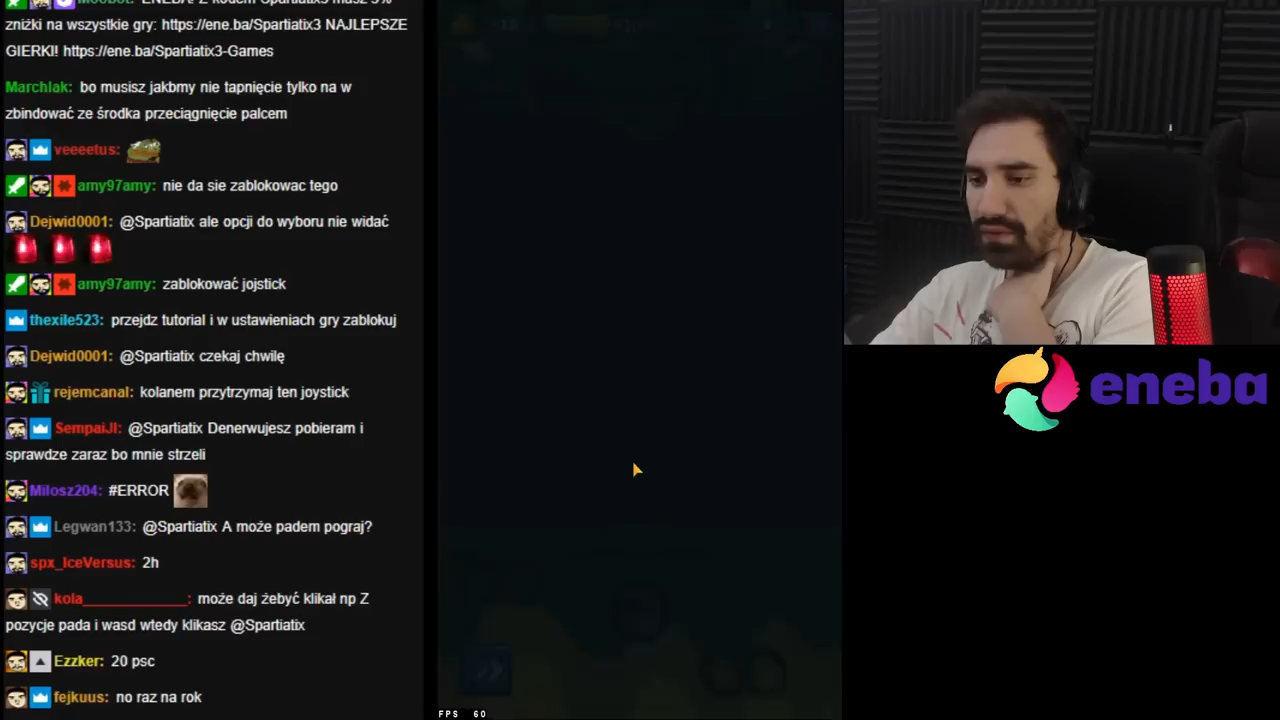 zniżki na wszystkie gry: https://ene.ba/Spartiatix3 NAJLEPSZE
GIERKI! https://ene.ba/Spartiatix3-Games
Marchlak: bo musisz jakbmy nie tapnięcie tylko na w
zbindować ze środka przeciągnięcie palcem
veeeetus:
amy97amy: nie da sie zablokowac tego
Dejwid0001: @Spartiatix ale opcji do wyboru nie widać
amy97amy: zablokować jojstick
thexile523: przejdz tutorial i w ustawieniach gry zablokuj
Dejwid0001: @Spartiatix czekaj chwilę
rejemcanal: kolanem przytrzymaj ten joystick
SempaiJI: @Spartiatix Denerwujesz pobieram i
sprawdze zaraz bo mnie strzeli
Milosz204: #ERROR
Legwan133: @Spartiatix A może padem pograj?
spx_IceVersus: 2h
kola_____________: może daj żebyć klikał np Z
pozycje pada i wasd wtedy klikasz @Spartiatix
Ezzker: 20 psc
fejkuus: no raz na rok
FPS 60
eneba